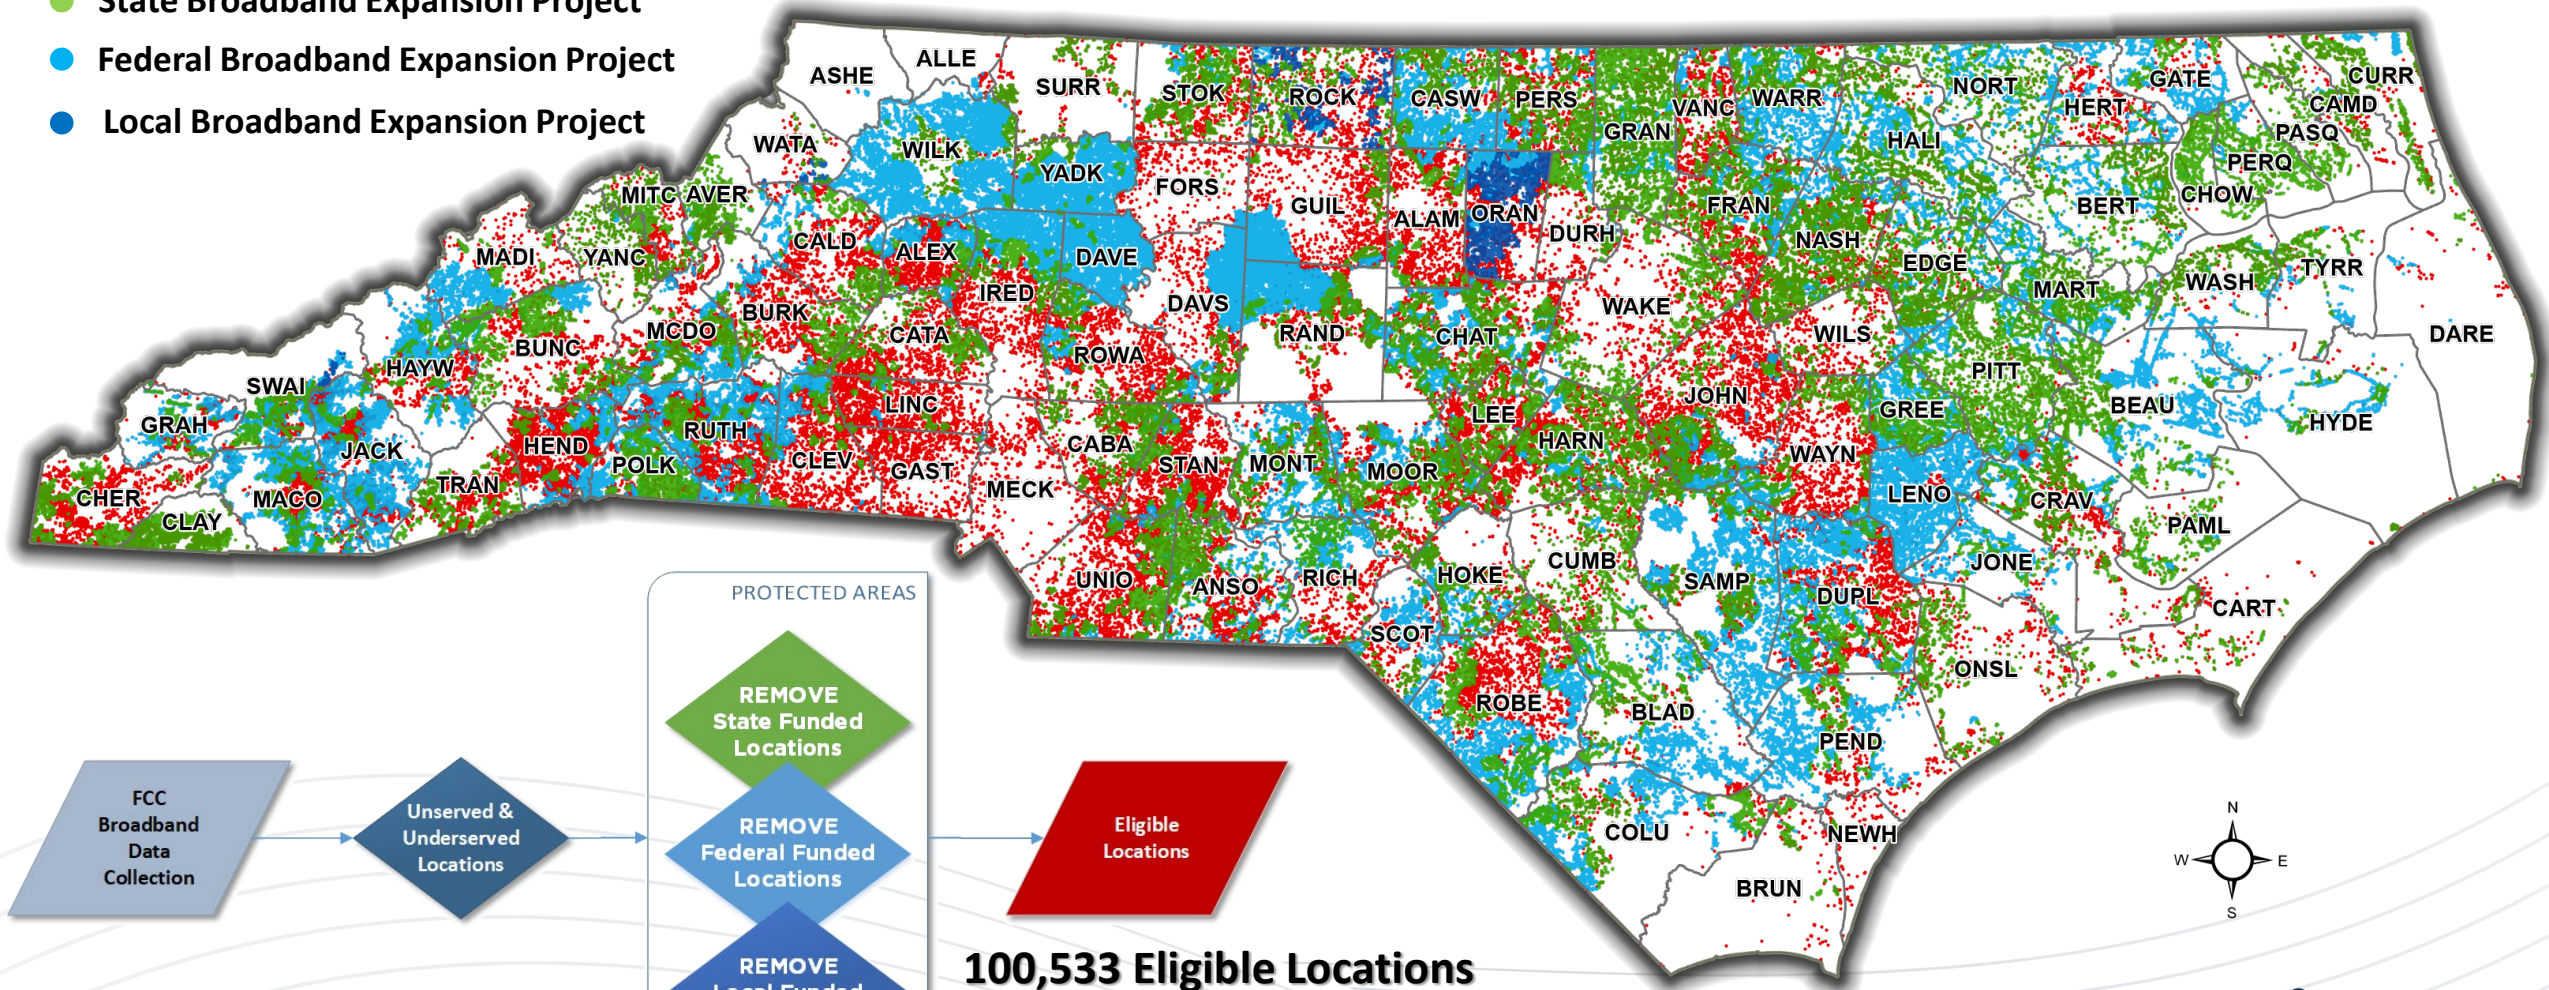 State Broadband Expansion Project
Federal Broadband Expansion Project
Local Broadband Expansion Project
ASHE
ALLE
SURR
STOK
ROCK
CASW
PERS
GRAN
VANC
WARR
NORT
HERT
GATE
CURR
CAMD
PASQ
PERQ
CHOW
WATA
WILK
YADK
FORS
GUIL
ALAM
ORAN
DURH
FRAN
HALI
BERT
MITC
AVER
MADI
YANC
CALD
ALEX
IRED
DAVE
DAVS
RAND
CHAT
WAKE
NASH
EDGE
MART
WASH
TYRR
DARE
SWAI
HAYW
BUNC
MCDO
BURK
CATA
ROWA
LEE
JOHN
WILS
PITT
BEAU
HYDE
GRAH
JACK
HEND
POLK
RUTH
CLEV
LINC
GAST
CABA
STAN
MONT
MOOR
HARN
WAYN
GREE
LENO
CRAV
PAML
CHER
CLAY
MACO
TRAN
MECK
UNIO
ANSO
RICH
HOKE
CUMB
SAMP
DUPL
JONE
CART
SCOT
ROBE
BLAD
PEND
ONSL
COLU
BRUN
NEWH
PROTECTED AREAS
REMOVE
State Funded
Locations
FCC
Broadband
Data
Collection
Unserved &
Underserved
Locations
REMOVE
Federal Funded
Locations
REMOVE
Local Funded
Eligible
Locations
100,533 Eligible Locations
N
W
E
S